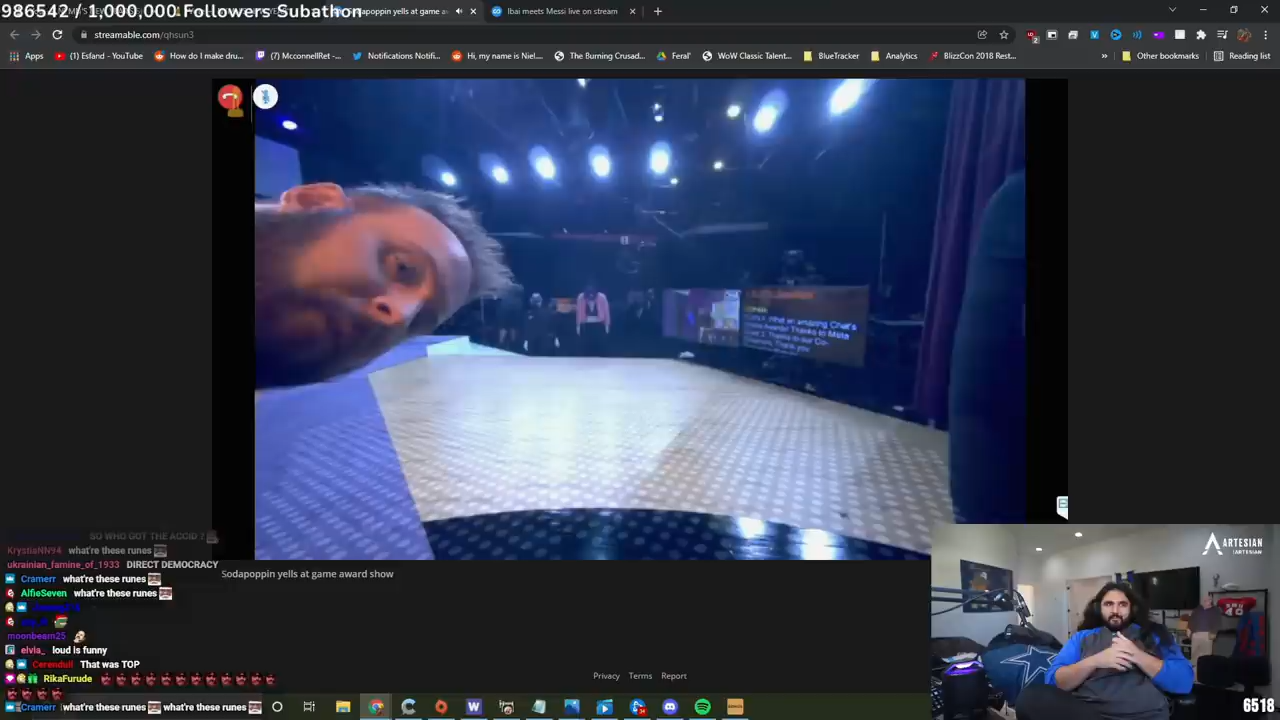 986542 / 1,000,000 Followers Subathon
Sodapoppin yells at game a
Ibai meets Messi live on stream
streamable.com/qhsun3
Apps
(1) Esland - YouTube
How do I make dru...
(7) McconnellRet -...
Notifications Notifi...
Hi, my name is Niel...
The Burning Crusad...
Feral'
WoW Classic Talent...
BlueTracker
Analytics
BlizzCon 2018 Rest...
Other bookmarks
Reading list
SO WHO GOT THE ACCID ?
KrystiaNN94 what're these runes
ukrainian_famine_of_1933 DIRECT DEMOCRACY
Cramerr what're these runes
AlfieSeven what're these runes
moonbeam25
elvia_ loud is funny
Cerendull That was TOP
RikaFurude
Cramerr what're these runes what're these runes
Sodapoppin yells at game award show
Privacy Terms Report
ARTESIAN
6518